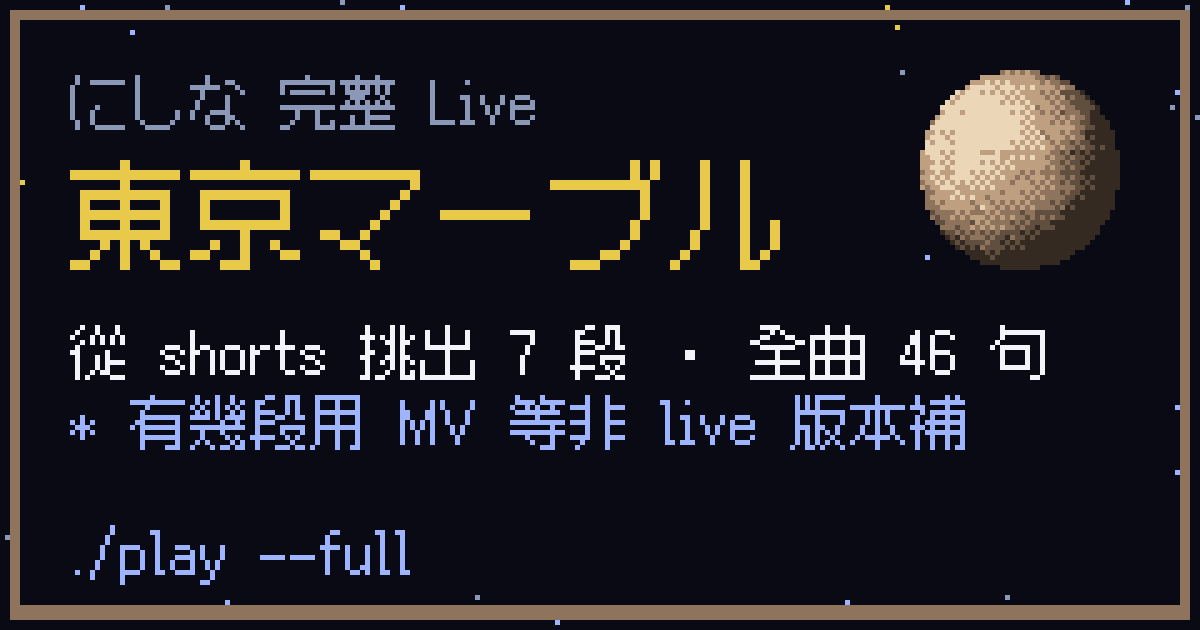 にしな 完整 Live
東京マーブル
從 shorts 挑出 7 段 · 全曲 46 句
* 有幾段用 MV 等非 live 版本補
./play --full